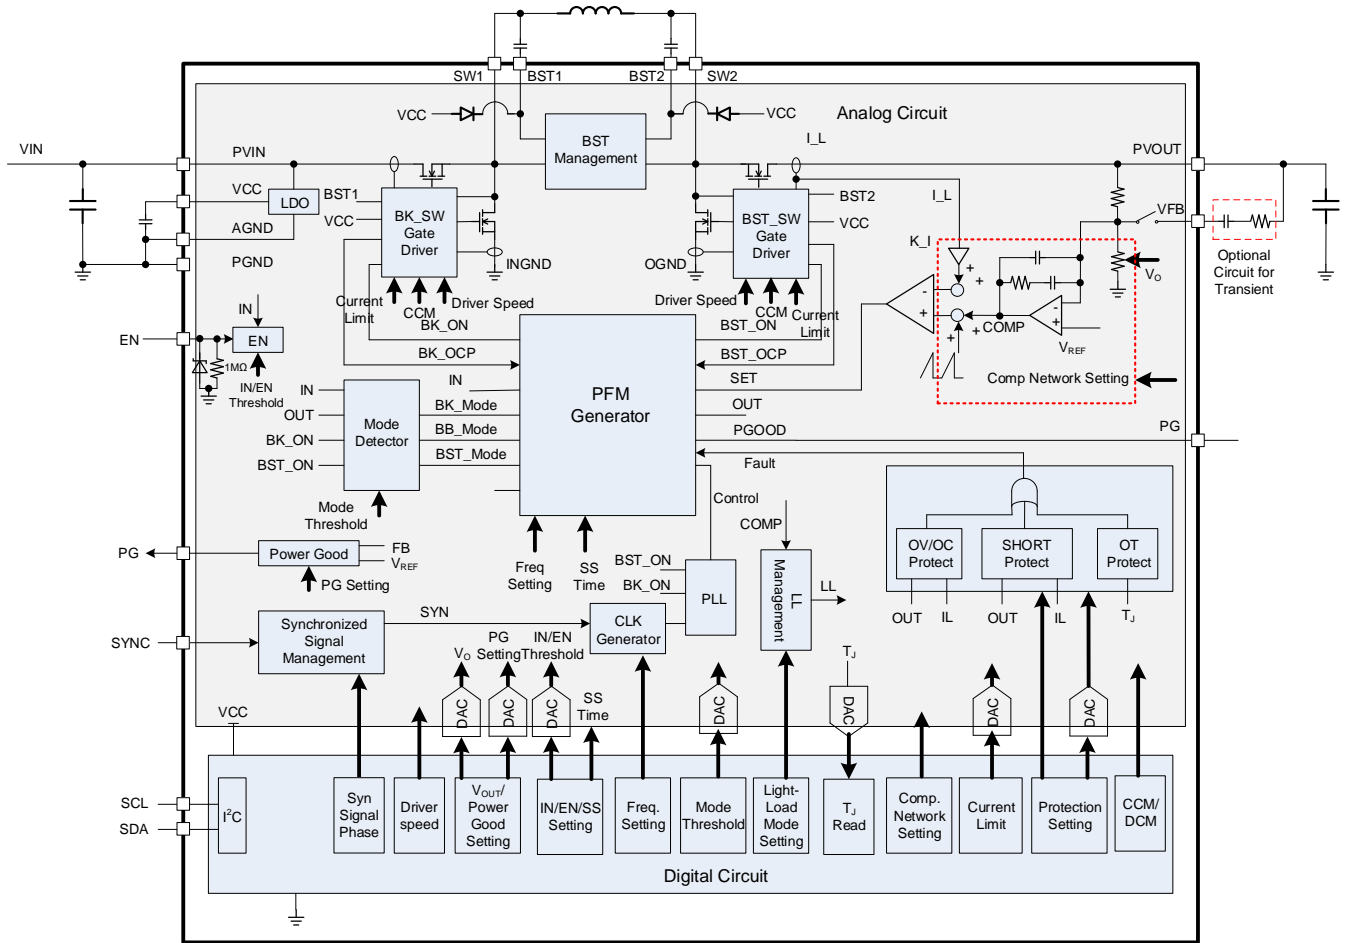 SW1
BST1
BST2
SW2
VCC
VCC
Analog Circuit
BST
Management
I_L
VIN
PVIN
PVOUT
VCC
LDO
BST1
BK_SW
Gate
Driver
VCC
BST_SW
Gate
Driver
BST2
VCC
I_L
VFB
AGND
PGND
INGND
OGND
K_I
V_O
Optional
Circuit for
Transient
Current
Limit
CCM
Driver Speed
Driver Speed
CCM
Current
Limit
+
+
-
+
+
+
COMP
-
+
V_REF
Comp Network Setting
IN
EN
EN
1MΩ
IN/EN
Threshold
BK_ON
BK_OCP
IN
PFM
Generator
BST_ON
BST_OCP
SET
OUT
PGOOD
PG
Fault
IN
OUT
BK_ON
BST_ON
Mode
Detector
BK_Mode
BB_Mode
BST_Mode
Mode
Threshold
Control
COMP
PG
Power Good
FB
V_REF
PG Setting
Freq
Setting
SS
Time
BST_ON
BK_ON
PLL
LL
Management
LL
OV/OC
Protect
SHORT
Protect
OT
Protect
OUT
IL
OUT
IL
T_J
SYNC
Synchronized
Signal
Management
SYN
CLK
Generator
V_O
PG
Setting
IN/EN
Threshold
SS
Time
T_J
DAC
DAC
DAC
DAC
DAC
DAC
DAC
VCC
SCL
SDA
I²C
Syn
Signal
Phase
Driver
speed
V_OUT/
Power
Good
Setting
IN/EN/SS
Setting
Freq.
Setting
Mode
Threshold
Light-
Load
Mode
Setting
T_J
Read
Comp.
Network
Setting
Current
Limit
Protection
Setting
CCM/
DCM
Digital Circuit